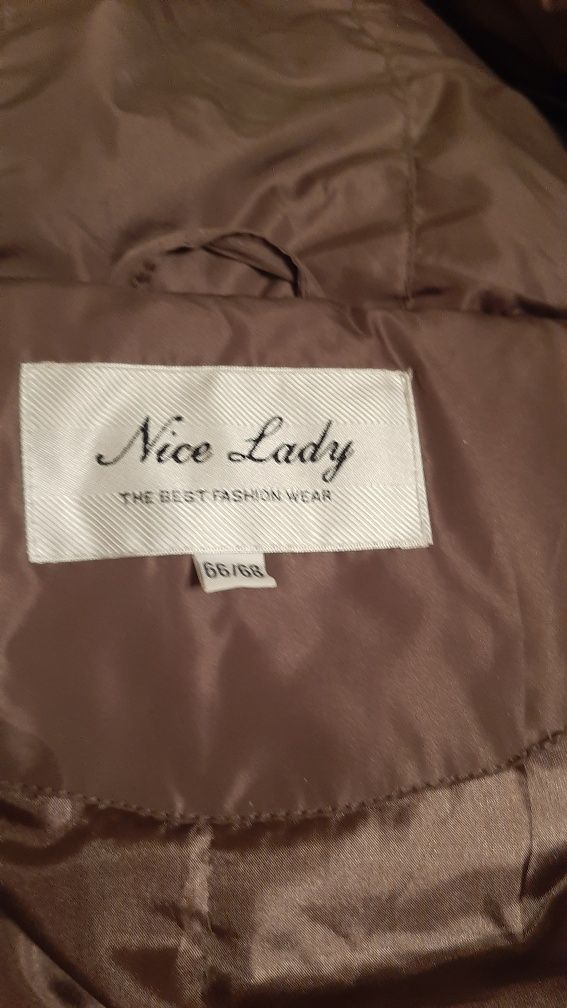 Nice Lady
THE BEST FASHION WEAR
66/68